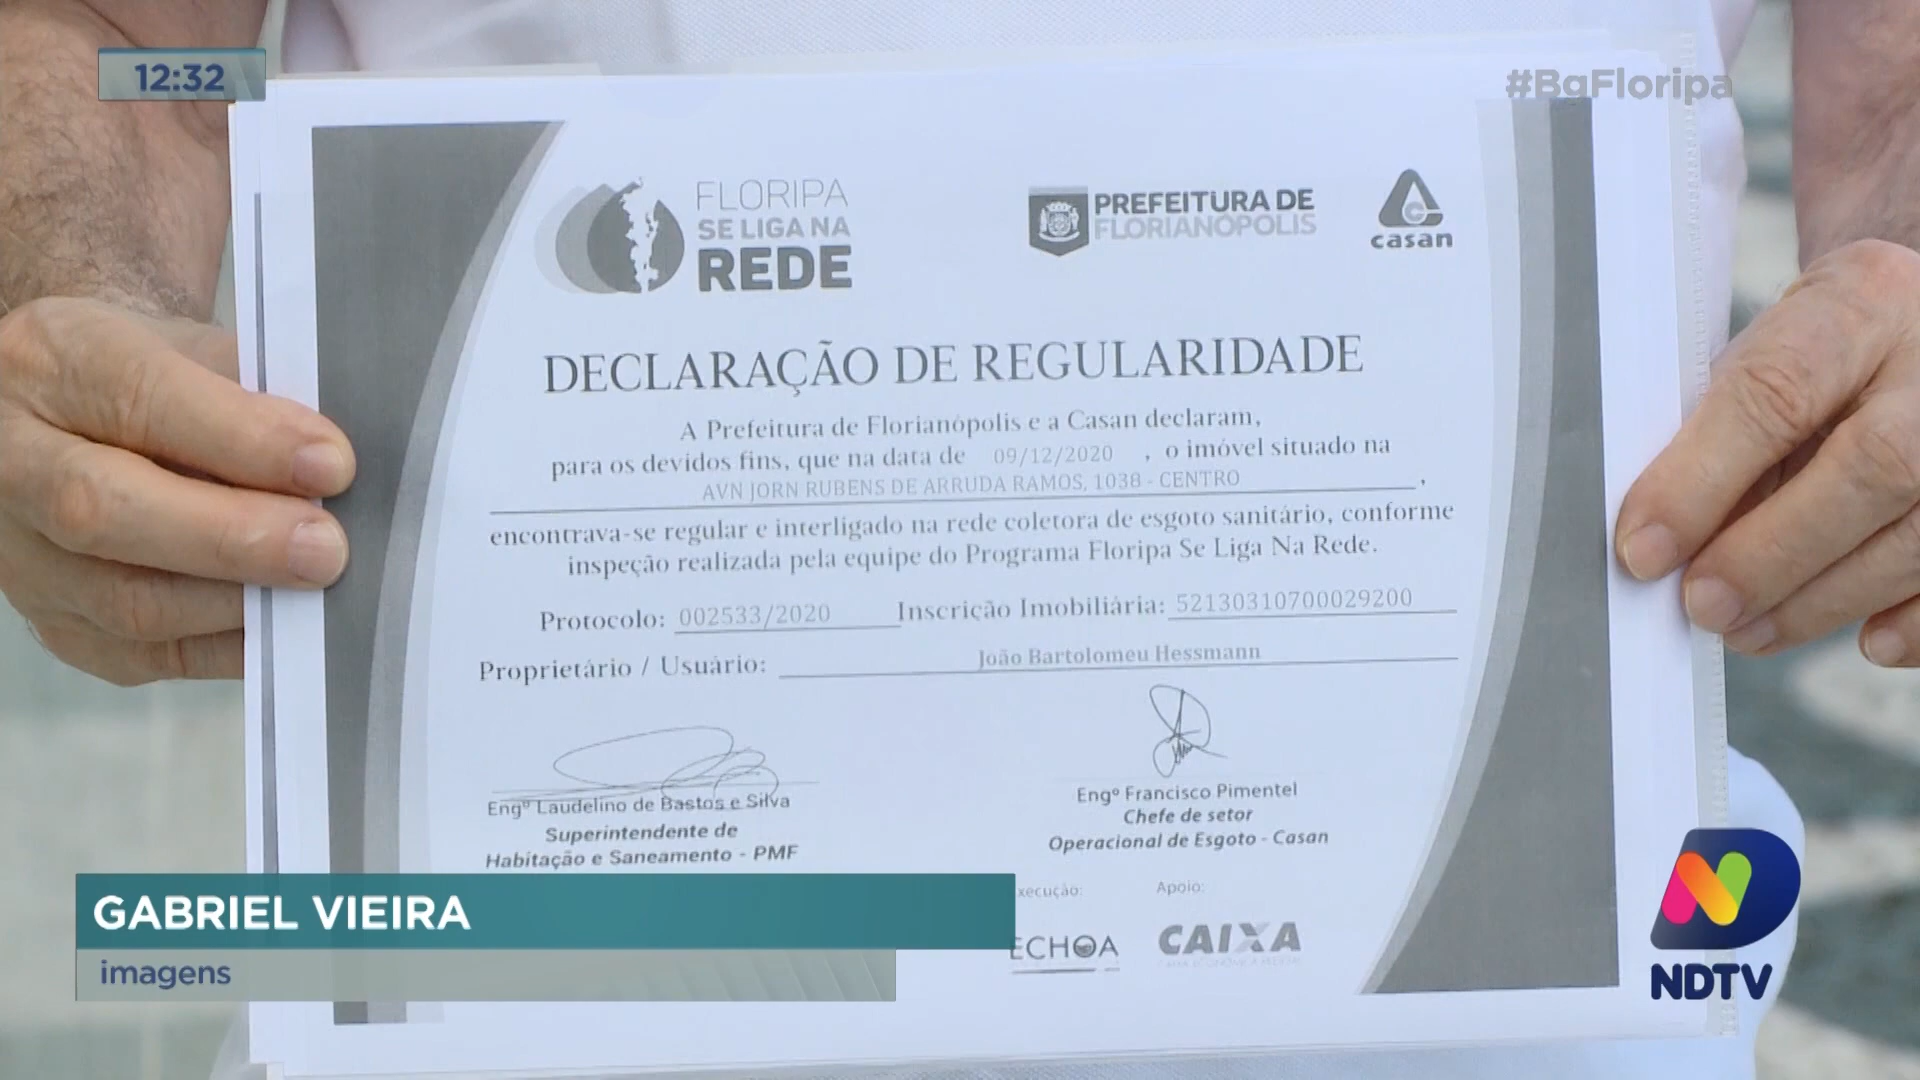 12:32
#BgFloripa
FLORIPA
SE LIGA NA
REDE
PREFEITURA DE
FLORIANÓPOLIS
casan
DECLARAÇÃO DE REGULARIDADE
A Prefeitura de Florianópolis e a Casan declaram,
para os devidos fins, que na data de 09/12/2020 , o imóvel situado na
AVN JORN RUBENS DE ARRUDA RAMOS, 1038 - CENTRO ,
encontrava-se regular e interligado na rede coletora de esgoto sanitário, conforme
inspeção realizada pela equipe do Programa Floripa Se Liga Na Rede.
Protocolo: 002533/2020 Inscrição Imobiliária: 52130310700029200
Proprietário / Usuário: João Bartolomeu Hessmann
Engº Laudelino de Bastos e Silva
Superintendente de
Habitação e Saneamento - PMF
Engº Francisco Pimentel
Chefe de setor
Operacional de Esgoto - Casan
xecução:
ECHOA
Apoio:
CAIXA
GABRIEL VIEIRA
imagens
NDTV